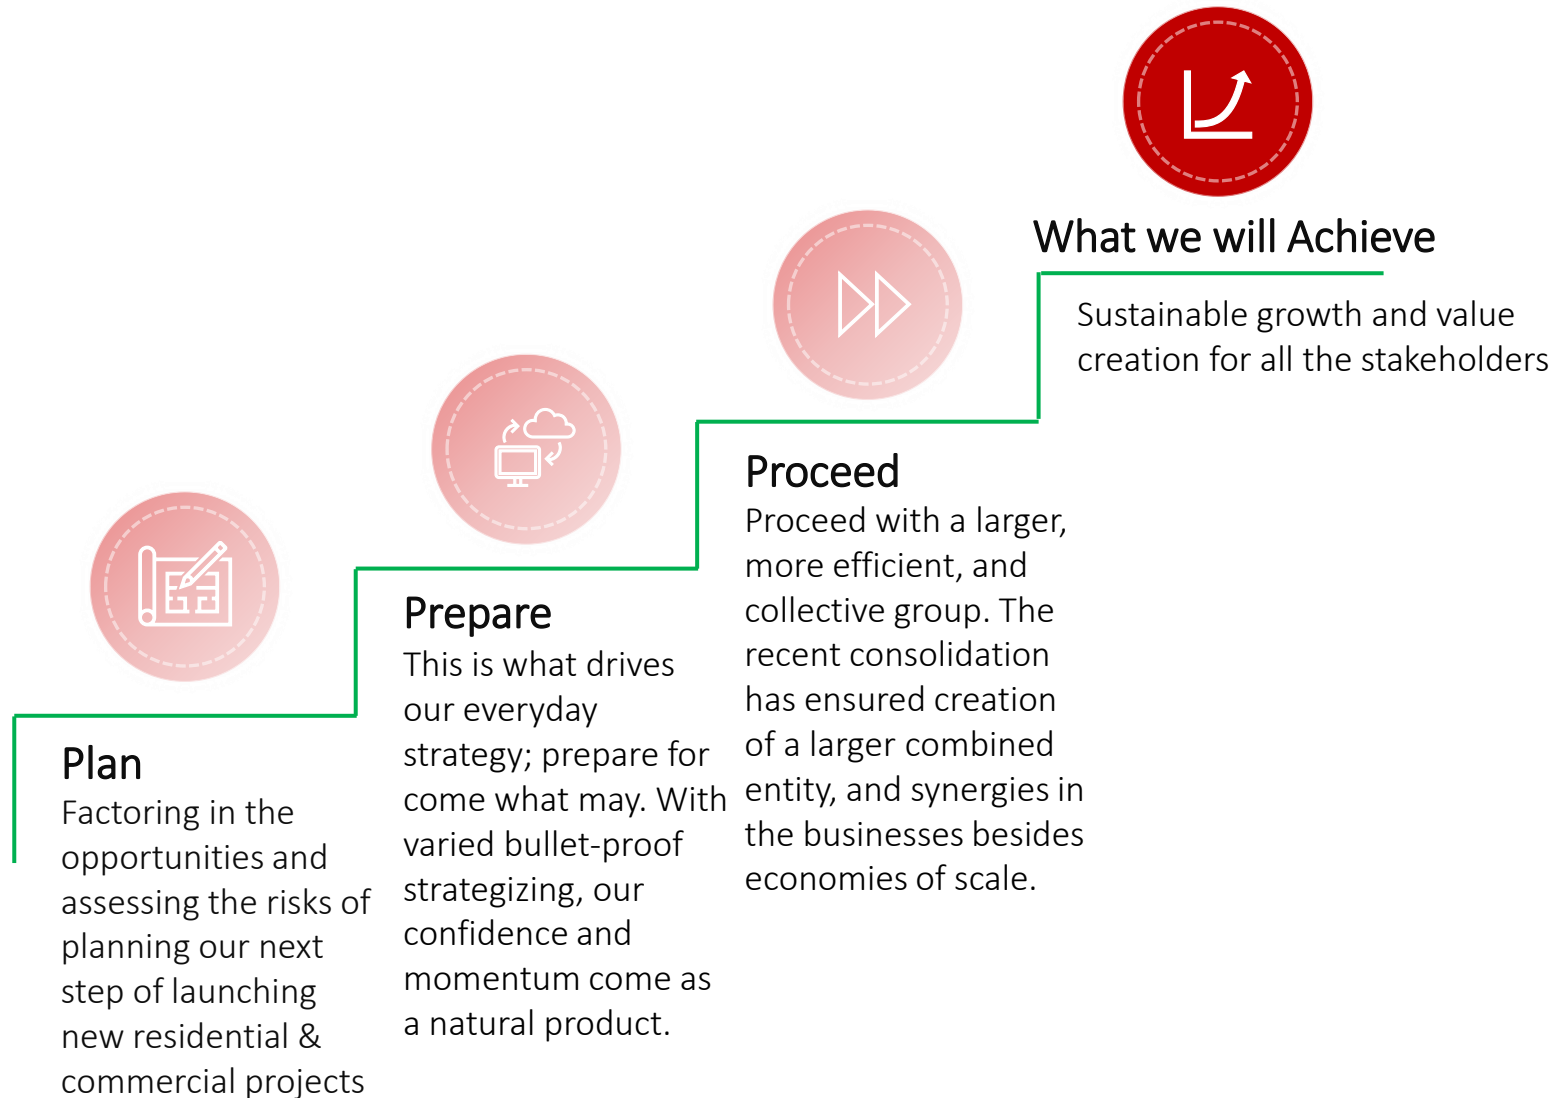 Plan
Factoring in the
opportunities and
assessing the risks of
planning our next
step of launching
new residential &
commercial projects
Prepare
This is what drives
our everyday
strategy; prepare for
come what may. With
varied bullet-proof
strategizing, our
confidence and
momentum come as
a natural product.
Proceed
Proceed with a larger,
more efficient, and
collective group. The
recent consolidation
has ensured creation
of a larger combined
entity, and synergies in
the businesses besides
economies of scale.
What we will Achieve
Sustainable growth and value
creation for all the stakeholders